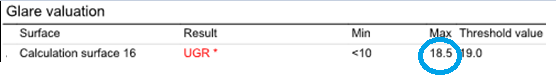 Glare valuation
Surface Result Min Max Threshold value
Calculation surface 16 UGR * <10 18.5 19.0